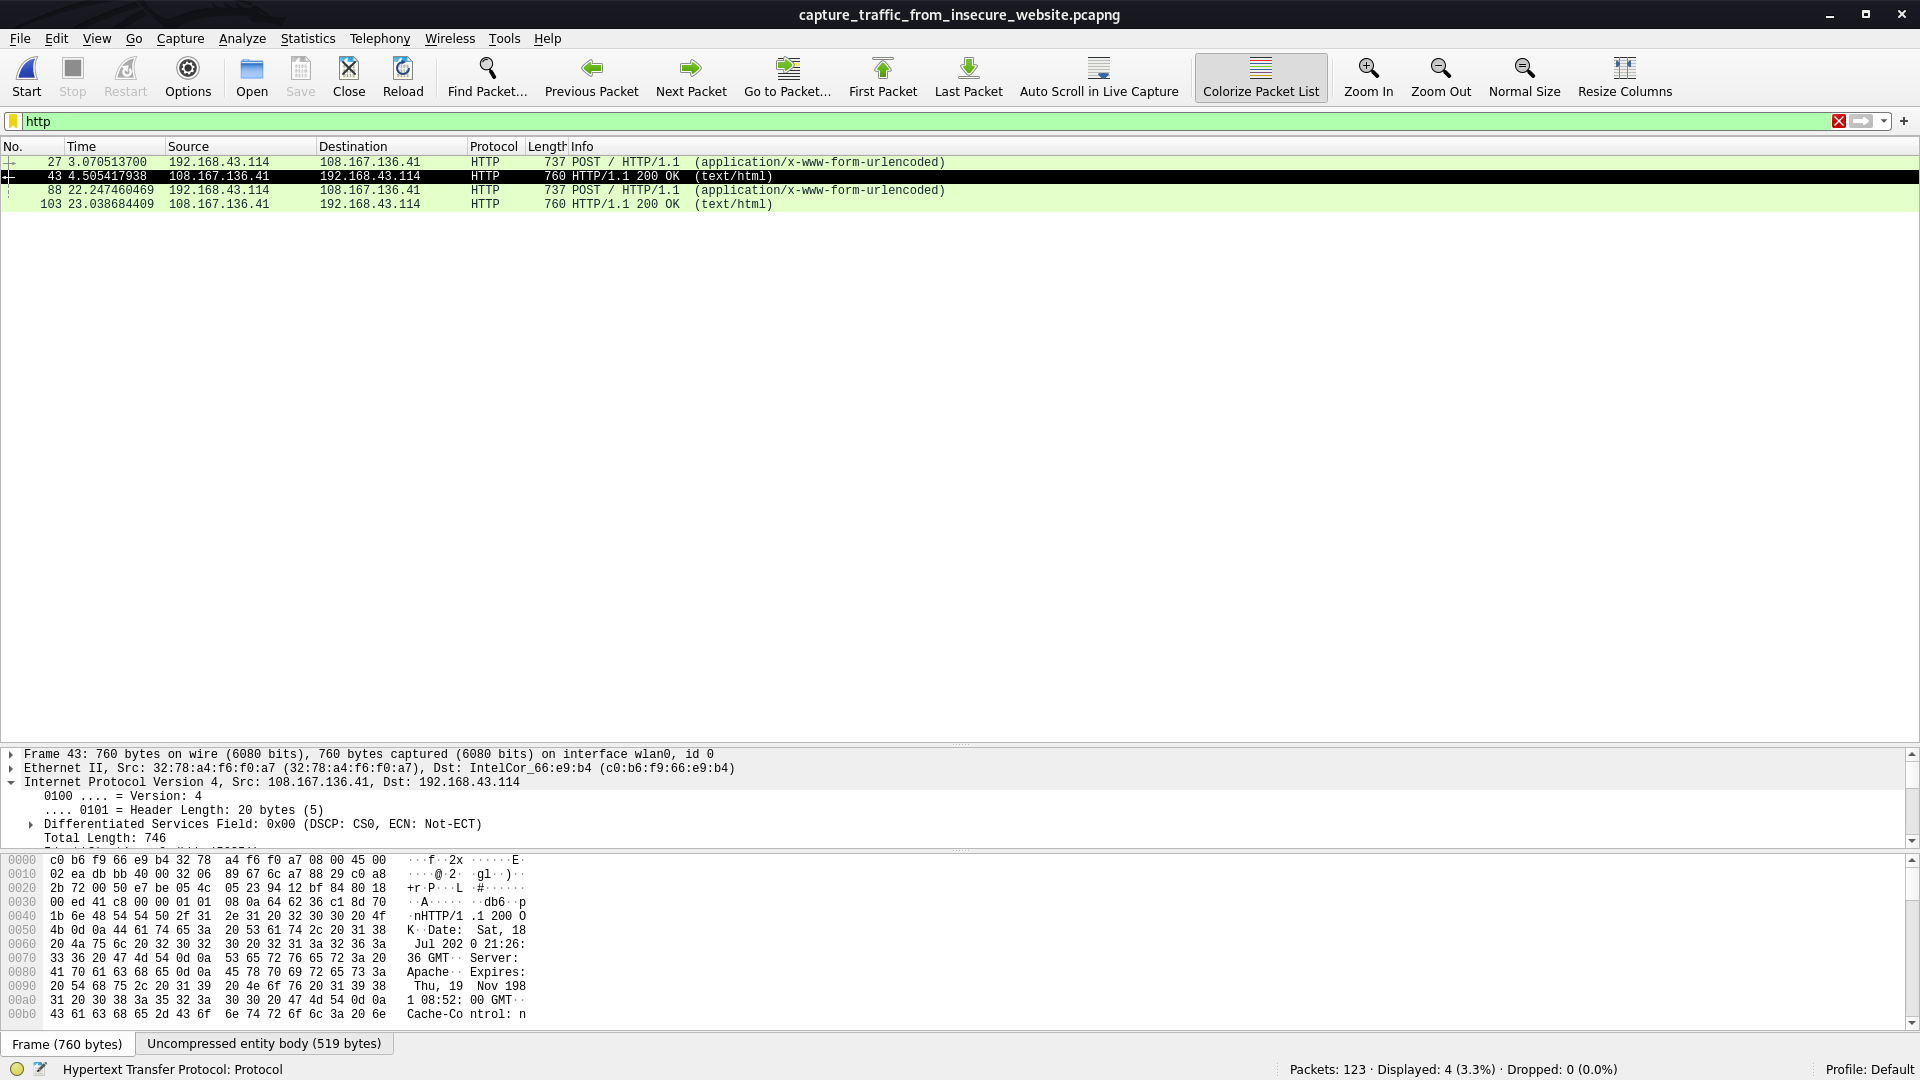 capture_traffic_from_insecure_website.pcapng
File Edit View Go Capture Analyze Statistics Telephony Wireless Tools Help
Start Stop Restart Options Open Save Close Reload Find Packet... Previous Packet Next Packet Go to Packet... First Packet Last Packet Auto Scroll in Live Capture Colorize Packet List Zoom In Zoom Out Normal Size Resize Columns
http
No. Time Source Destination Protocol Length Info
27 3.070513700 192.168.43.114 108.167.136.41 HTTP 737 POST / HTTP/1.1 (application/x-www-form-urlencoded)
43 4.505417938 108.167.136.41 192.168.43.114 HTTP 760 HTTP/1.1 200 OK (text/html)
88 22.247460469 192.168.43.114 108.167.136.41 HTTP 737 POST / HTTP/1.1 (application/x-www-form-urlencoded)
103 23.038684409 108.167.136.41 192.168.43.114 HTTP 760 HTTP/1.1 200 OK (text/html)
Frame 43: 760 bytes on wire (6080 bits), 760 bytes captured (6080 bits) on interface wlan0, id 0
Ethernet II, Src: 32:78:a4:f6:f0:a7 (32:78:a4:f6:f0:a7), Dst: IntelCor_66:e9:b4 (c0:b6:f9:66:e9:b4)
Internet Protocol Version 4, Src: 108.167.136.41, Dst: 192.168.43.114
0100 .... = Version: 4
.... 0101 = Header Length: 20 bytes (5)
Differentiated Services Field: 0x00 (DSCP: CS0, ECN: Not-ECT)
Total Length: 746
0000 c0 b6 f9 66 e9 b4 32 78 a4 f6 f0 a7 08 00 45 00 ···f··2x ······E·
0010 02 ea db bb 40 00 32 06 89 67 6c a7 88 29 c0 a8 ····@·2· ·gl··)··
0020 2b 72 00 50 e7 be 05 4c 05 23 94 12 bf 84 80 18 +r·P···L ·#······
0030 00 ed 41 c8 00 00 01 01 08 0a 64 62 36 c1 8d 70 ··A····· ··db6··p
0040 1b 6e 48 54 54 50 2f 31 2e 31 20 32 30 30 20 4f ·nHTTP/1 .1 200 O
0050 4b 0d 0a 44 61 74 65 3a 20 53 61 74 2c 20 31 38 K··Date: Sat, 18
0060 20 4a 75 6c 20 32 30 32 30 20 32 31 3a 32 36 3a Jul 202 0 21:26:
0070 33 36 20 47 4d 54 0d 0a 53 65 72 76 65 72 3a 20 36 GMT·· Server:
0080 41 70 61 63 68 65 0d 0a 45 78 70 69 72 65 73 3a Apache·· Expires:
0090 20 54 68 75 2c 20 31 39 20 4e 6f 76 20 31 39 38 Thu, 19 Nov 198
00a0 31 20 30 38 3a 35 32 3a 30 30 20 47 4d 54 0d 0a 1 08:52: 00 GMT··
00b0 43 61 63 68 65 2d 43 6f 6e 74 72 6f 6c 3a 20 6e Cache-Co ntrol: n
Frame (760 bytes) Uncompressed entity body (519 bytes)
Hypertext Transfer Protocol: Protocol Packets: 123 · Displayed: 4 (3.3%) · Dropped: 0 (0.0%) Profile: Default